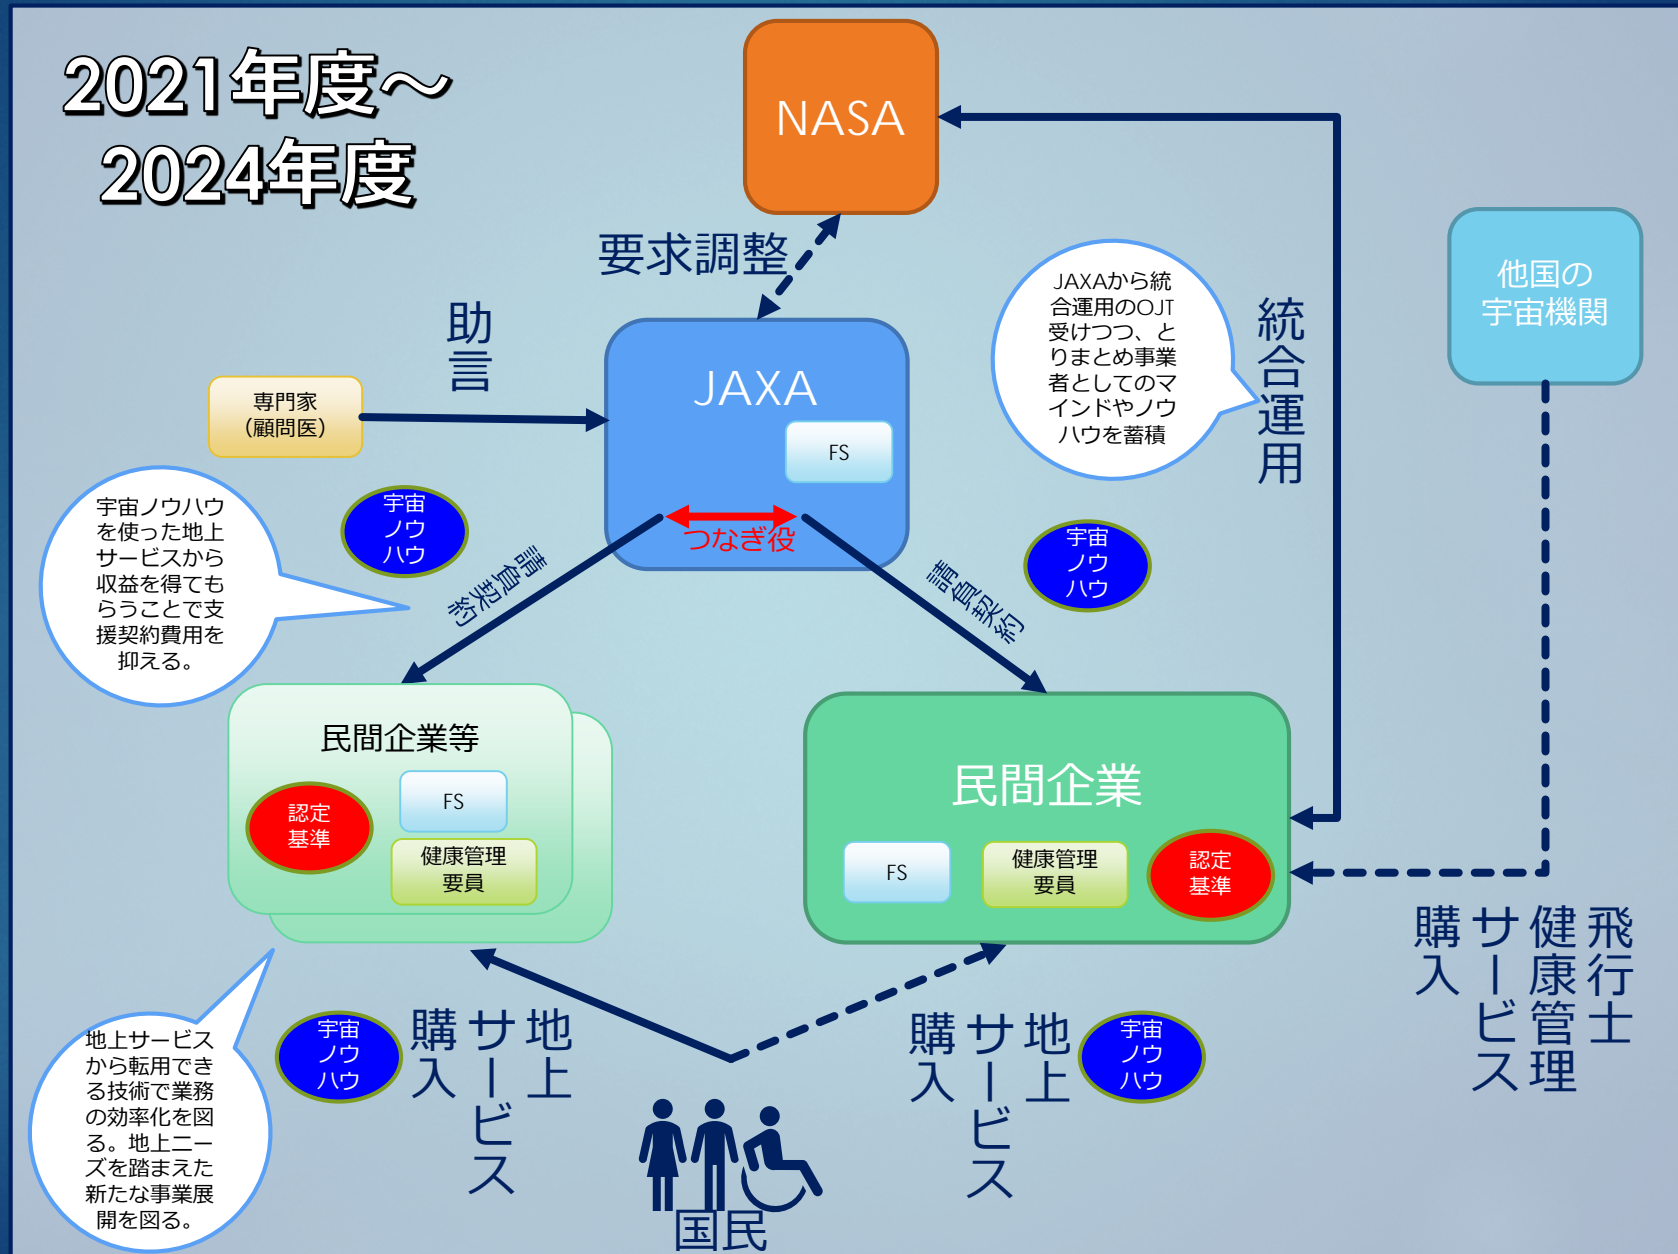 2021年度～
2024年度
NASA
要求調整
他国の
宇宙機関
JAXAから統
合運用のOJT
受けつつ、と
りまとめ事業
者としてのマ
インドやノウ
ハウを蓄積
統合運用
助言
専門家
（顧問医）
JAXA
FS
つなぎ役
宇宙
ノウ
ハウ
宇宙ノウハウ
を使った地上
サービスから
収益を得ても
らうことで支
援契約費用を
抑える。
請負契
約
請負契約
宇宙
ノウ
ハウ
民間企業等
認定
基準
FS
健康管理
要員
民間企業
FS
健康管理
要員
認定
基準
飛行士
健康管理
サービス
購入
地上サービス
から転用でき
る技術で業務
の効率化を図
る。地上ニー
ズを踏まえた
新たな事業展
開を図る。
宇宙
ノウ
ハウ
地上
サービス
購入
地上
サービス
購入
宇宙
ノウ
ハウ
国民